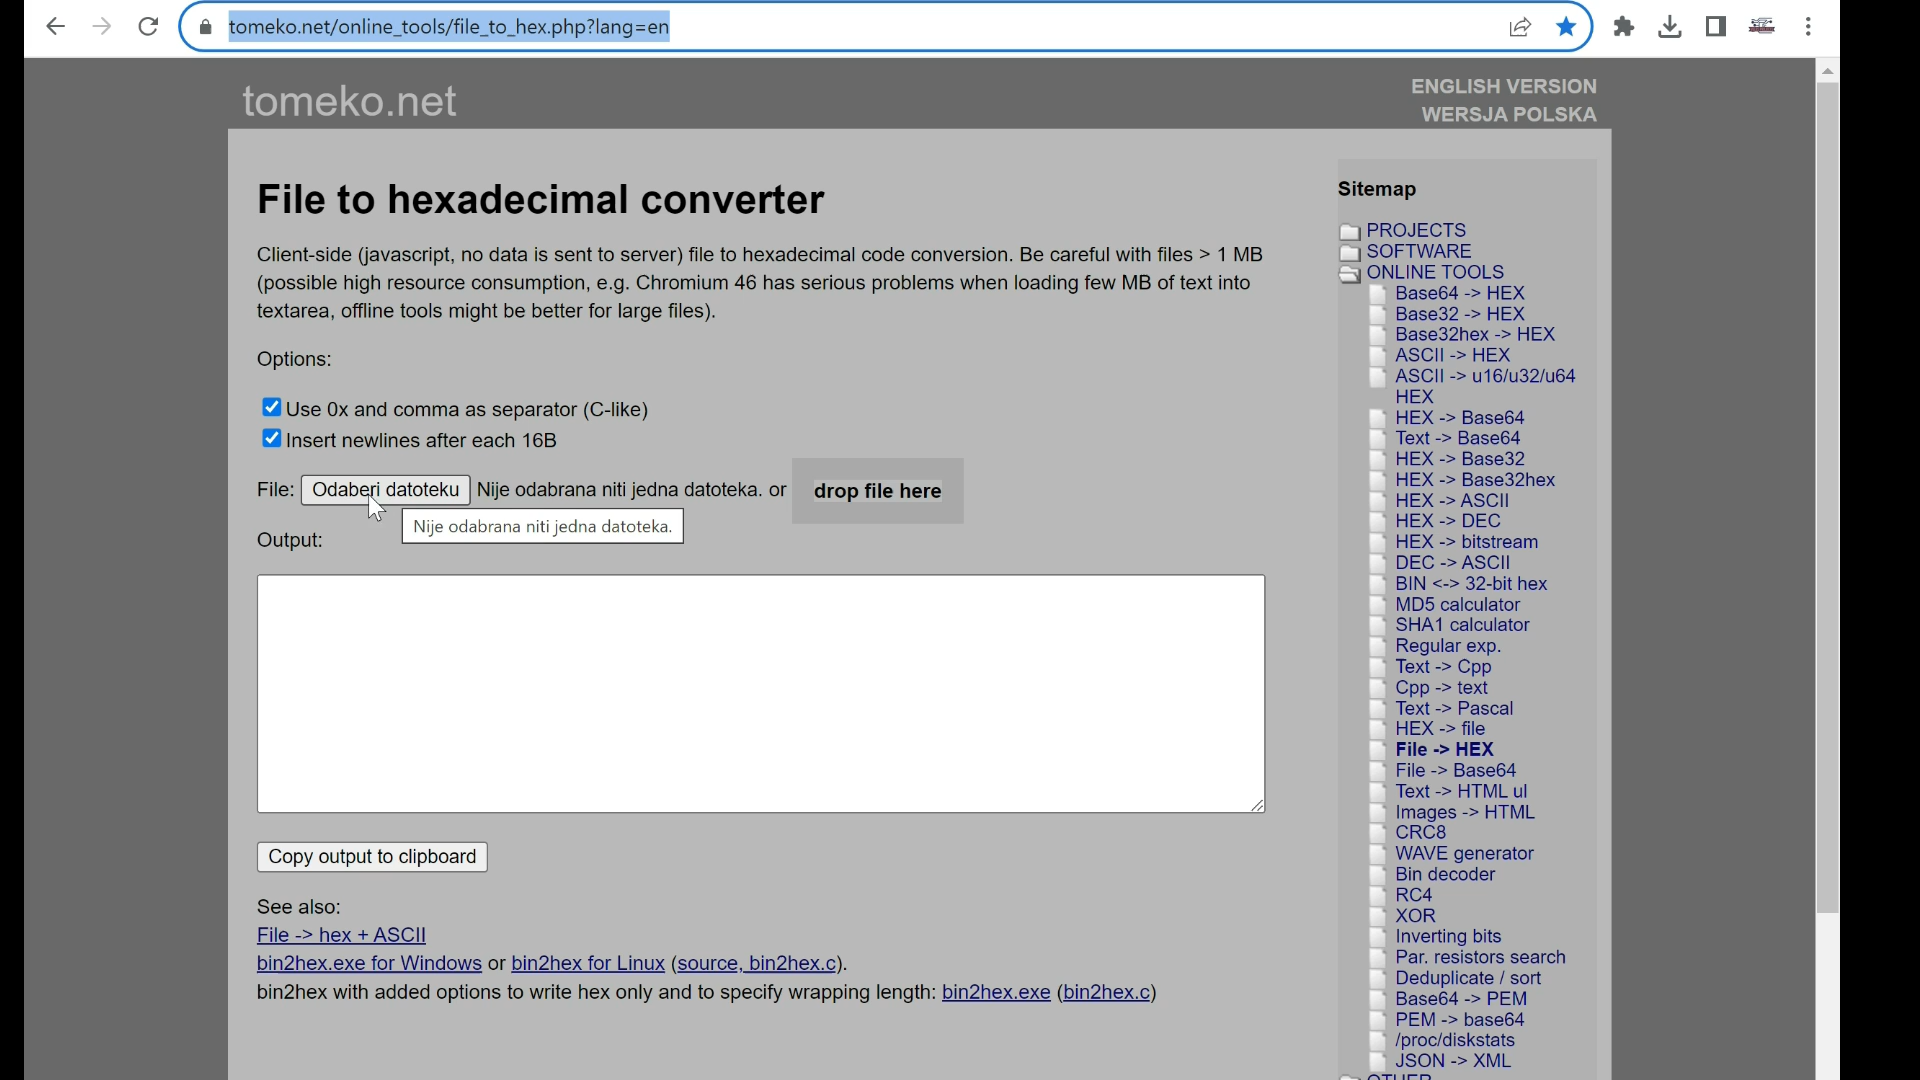 tomeko.net/online_tools/file_to_hex.php?lang=en
tomeko.net
ENGLISH VERSION
WERSJA POLSKA
File to hexadecimal converter
Client-side (javascript, no data is sent to server) file to hexadecimal code conversion. Be careful with files > 1 MB
(possible high resource consumption, e.g. Chromium 46 has serious problems when loading few MB of text into
textarea, offline tools might be better for large files).
Options:
Use 0x and comma as separator (C-like)
Insert newlines after each 16B
File: Odaberi datoteku Nije odabrana niti jedna datoteka. or drop file here
Nije odabrana niti jedna datoteka.
Output:
Copy output to clipboard
See also:
File -> hex + ASCII
bin2hex.exe for Windows or bin2hex for Linux (source, bin2hex.c).
bin2hex with added options to write hex only and to specify wrapping length: bin2hex.exe (bin2hex.c)
Sitemap
PROJECTS
SOFTWARE
ONLINE TOOLS
Base64 -> HEX
Base32 -> HEX
Base32hex -> HEX
ASCII -> HEX
ASCII -> u16/u32/u64
HEX
HEX -> Base64
Text -> Base64
HEX -> Base32
HEX -> Base32hex
HEX -> ASCII
HEX -> DEC
HEX -> bitstream
DEC -> ASCII
BIN <-> 32-bit hex
MD5 calculator
SHA1 calculator
Regular exp.
Text -> Cpp
Cpp -> text
Text -> Pascal
HEX -> file
File -> HEX
File -> Base64
Text -> HTML ul
Images -> HTML
CRC8
WAVE generator
Bin decoder
RC4
XOR
Inverting bits
Par. resistors search
Deduplicate / sort
Base64 -> PEM
PEM -> base64
/proc/diskstats
JSON -> XML
OTHER